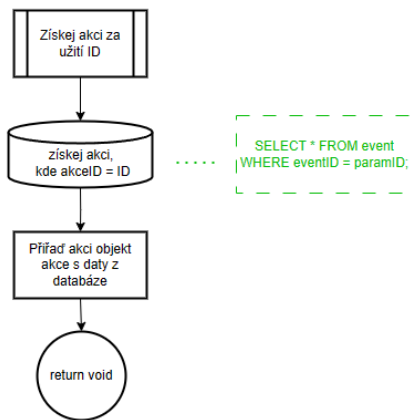 Získej akci za
užití ID
získej akci,
kde akceID = ID
SELECT * FROM event
WHERE eventID = paramID;
Přiřaď akci objekt
akce s daty z
databáze
return void